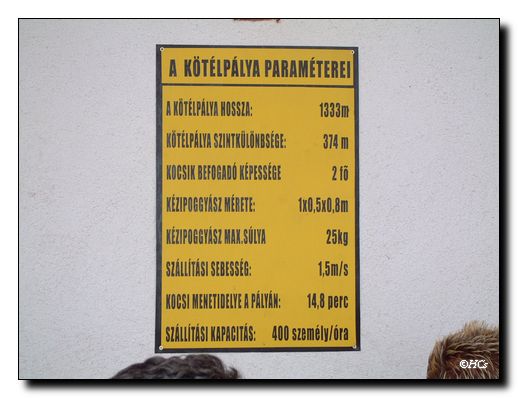 A KÖTÉLPÁLYA PARAMÉTEREI
A KÖTÉLPÁLYA HOSSZA: 1333m
KÖTÉLPÁLYA SZINTKÜLÖNBSÉGE: 374 m
KOCSIK BEFOGADÓ KÉPESSÉGE 2 fő
KÉZIPOGGYÁSZ MÉRETE: 1x0,5x0,8m
KÉZIPOGGYÁSZ MAX.SÚLYA 25kg
SZÁLLÍTÁSI SEBESSÉG: 1,5m/s
KOCSI MENETIDELYE A PÁLYÁN: 14,8 perc
SZÁLLÍTÁSI KAPACITÁS: 400 személy/óra
©HCs